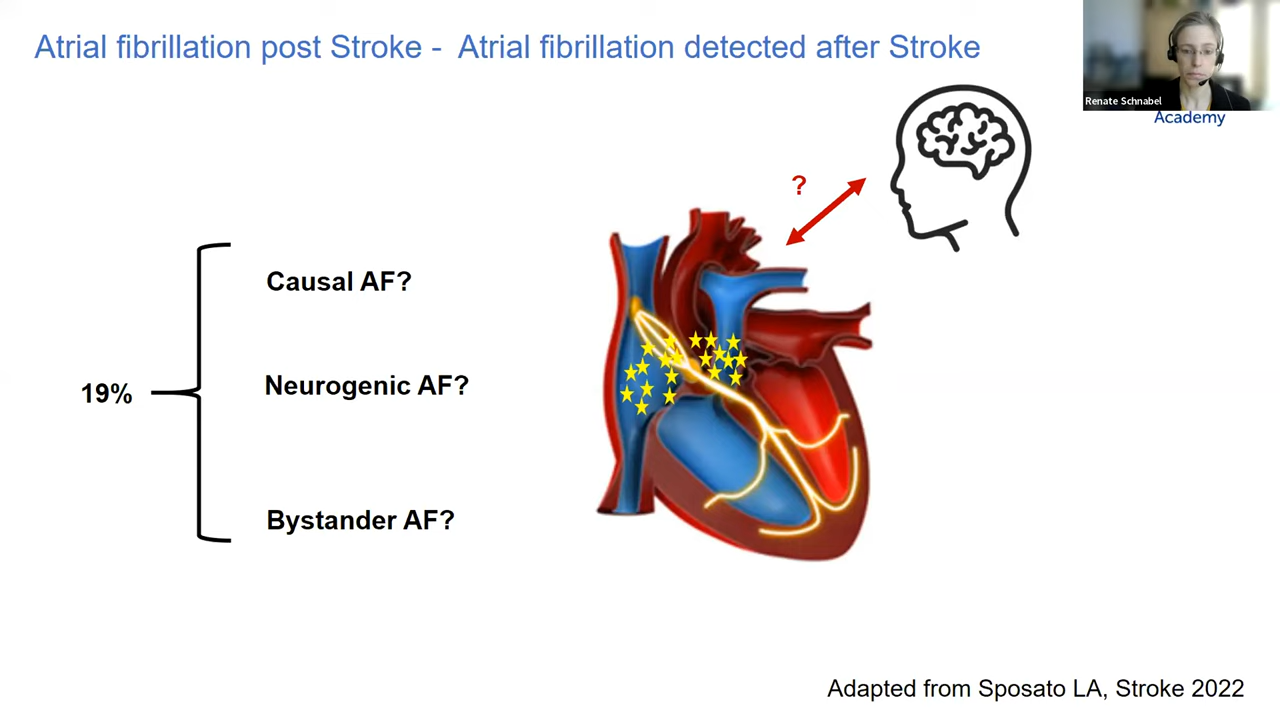 Atrial fibrillation post Stroke - Atrial fibrillation detected after Stroke
Renate Schnabel
Academy
?
Causal AF?
Neurogenic AF?
19%
Bystander AF?
Adapted from Sposato LA, Stroke 2022